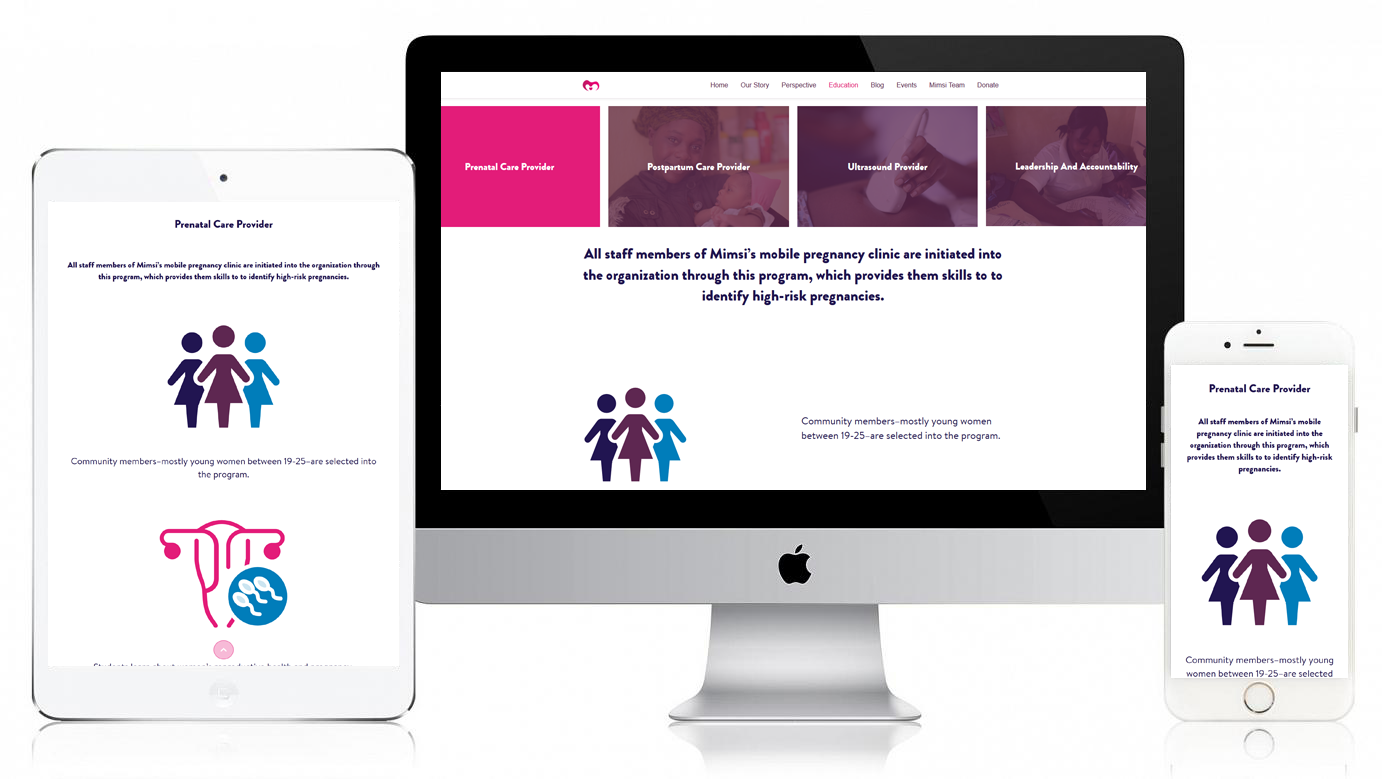 Home Our Story Perspective Education Blog Events Mimsi Team Donate
Prenatal Care Provider
Postpartum Care Provider
Ultrasound Provider
Leadership And Accountability
All staff members of Mimsi's mobile pregnancy clinic are initiated into
the organization through this program, which provides them skills to to
identify high-risk pregnancies.
Community members–mostly young women
between 19-25–are selected into the program.
Prenatal Care Provider
All staff members of Mimsi's mobile pregnancy clinic are initiated into the organization through
this program, which provides them skills to to identify high-risk pregnancies.
Community members–mostly young women between 19-25–are selected into
the program.
Prenatal Care Provider
All staff members of Mimsi's mobile
pregnancy clinic are initiated into the
organization through this program, which
provides them skills to to identify high-risk
pregnancies.
Community members–mostly young
women between 19-25–are selected